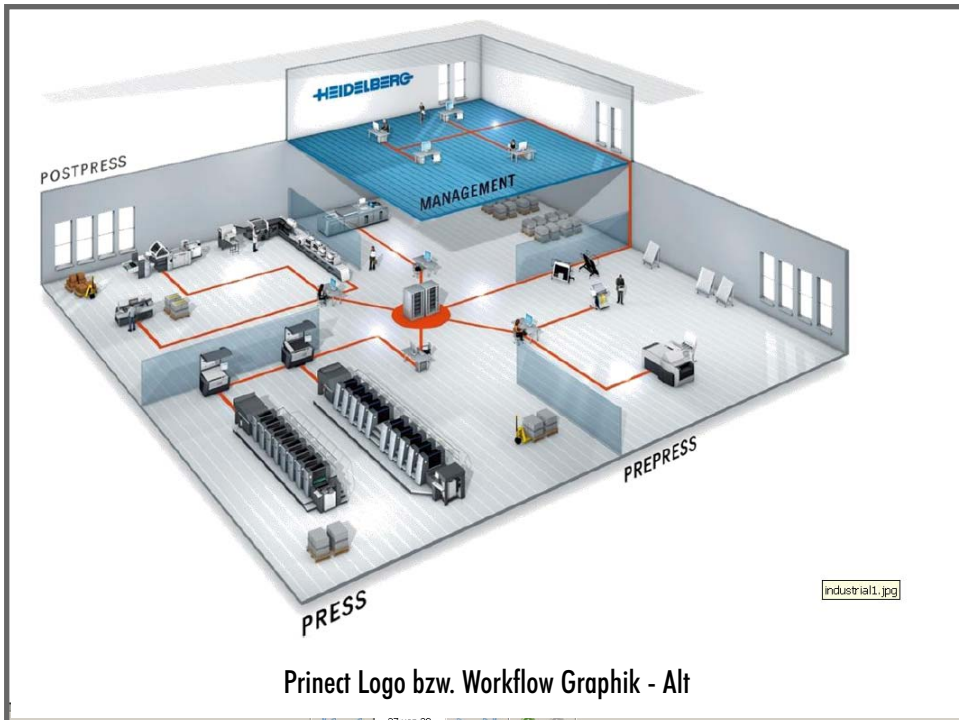 HEIDELBERG
POSTPRESS
MANAGEMENT
PREPRESS
industrial1.jpg
PRESS
Prinect Logo bzw. Workflow Graphik - Alt